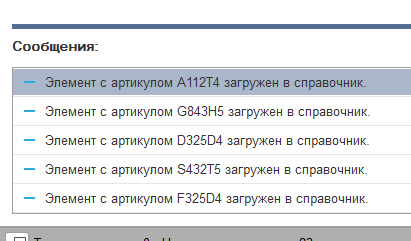 Сообщения:
Элемент с артикулом A112T4 загружен в справочник.
Элемент с артикулом G843H5 загружен в справочник.
Элемент с артикулом D325D4 загружен в справочник.
Элемент с артикулом S432T5 загружен в справочник.
Элемент с артикулом F325D4 загружен в справочник.